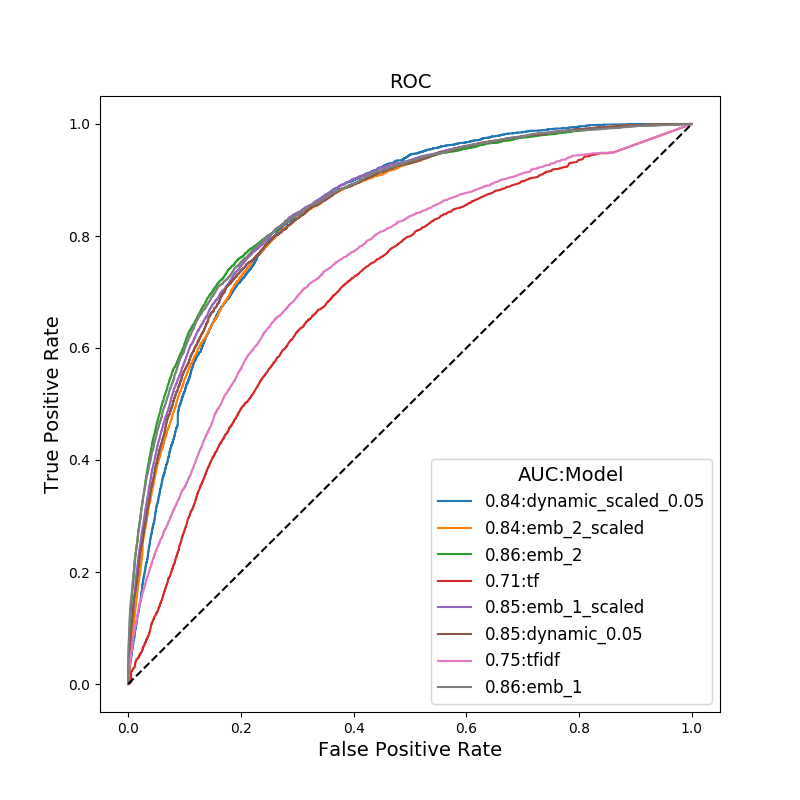 ROC
1.0
0.8
0.6
0.4
0.2
0.0
True Positive Rate
AUC:Model
0.84:dynamic_scaled_0.05
0.84:emb_2_scaled
0.86:emb_2
0.71:tf
0.85:emb_1_scaled
0.85:dynamic_0.05
0.75:tfidf
0.86:emb_1
0.0 0.2 0.4 0.6 0.8 1.0
False Positive Rate